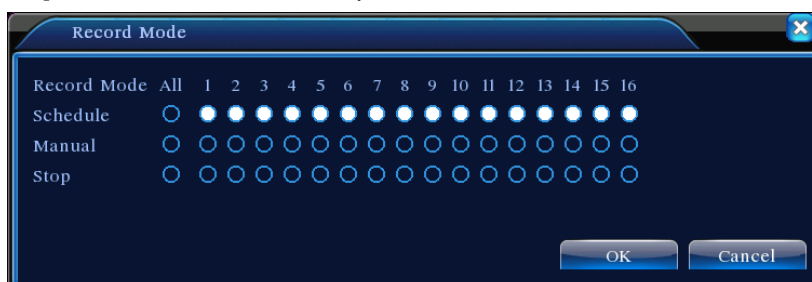 Record Mode
Record Mode All 1 2 3 4 5 6 7 8 9 10 11 12 13 14 15 16
Schedule
Manual
Stop
OK Cancel